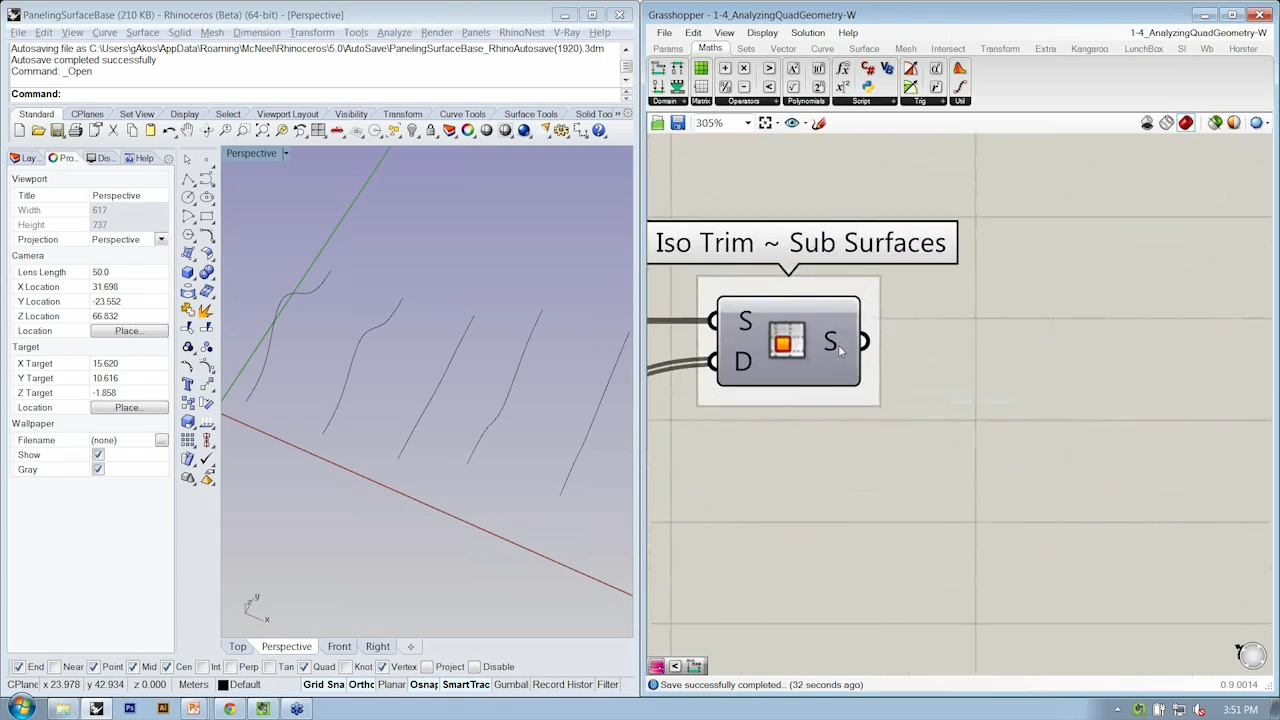 PanelingSurfaceBase (210 KB) - Rhinoceros (Beta) (64-bit) - [Perspective]
File Edit View Curve Surface Solid Mesh Dimension Transform Tools Analyze Render RhinoNest V-Ray Help
Autosaving file as C:\Users\gAkos\AppData\Roaming\McNeel\Rhinoceros\5.0\AutoSave\PanelingSurfaceBase_RhinoAutosave(1920).3dm
Autosave completed successfully
Command: _Open
Command:
Standard CPlanes Set View Display Select Viewport Layout Visibility Transform Curve Tools Surface Tools Solid Too »
Lay... Pro... Dis... Help
Viewport
Title Perspective
Width 617
Height 737
Projection Perspective
Camera
Lens Length 50.0
X Location 31.698
Y Location -23.552
Z Location 66.832
Location Place...
Target
X Target 15.620
Y Target 10.616
Z Target -1.858
Location Place...
Wallpaper
Filename (none) ...
Show
Gray
Perspective
y
z
x
Top Perspective Front Right
End Near Point Mid Cen Int Perp Tan Quad Knot Vertex Project Disable
CPlane x 23.978 y 42.924 z 0.000 Meters Default Grid Sna Ortho Planar Osnap SmartTrac Gumbal Record Histor Filter
Grasshopper - 1-4_AnalyzingQuadGeometry-W
File Edit View Display Solution Help
1-4_AnalyzingQuadGeometry-W
Params Maths Sets Vector Curve Surface Mesh Intersect Transform Extra Kangaroo LunchBox SI Wb Horster
Domain Matrix Operators Polynomials Script Trig Util
305%
Iso Trim ~ Sub Surfaces
S
D
S
Save successfully completed... (32 seconds ago)
0.9.0014
3:51 PM